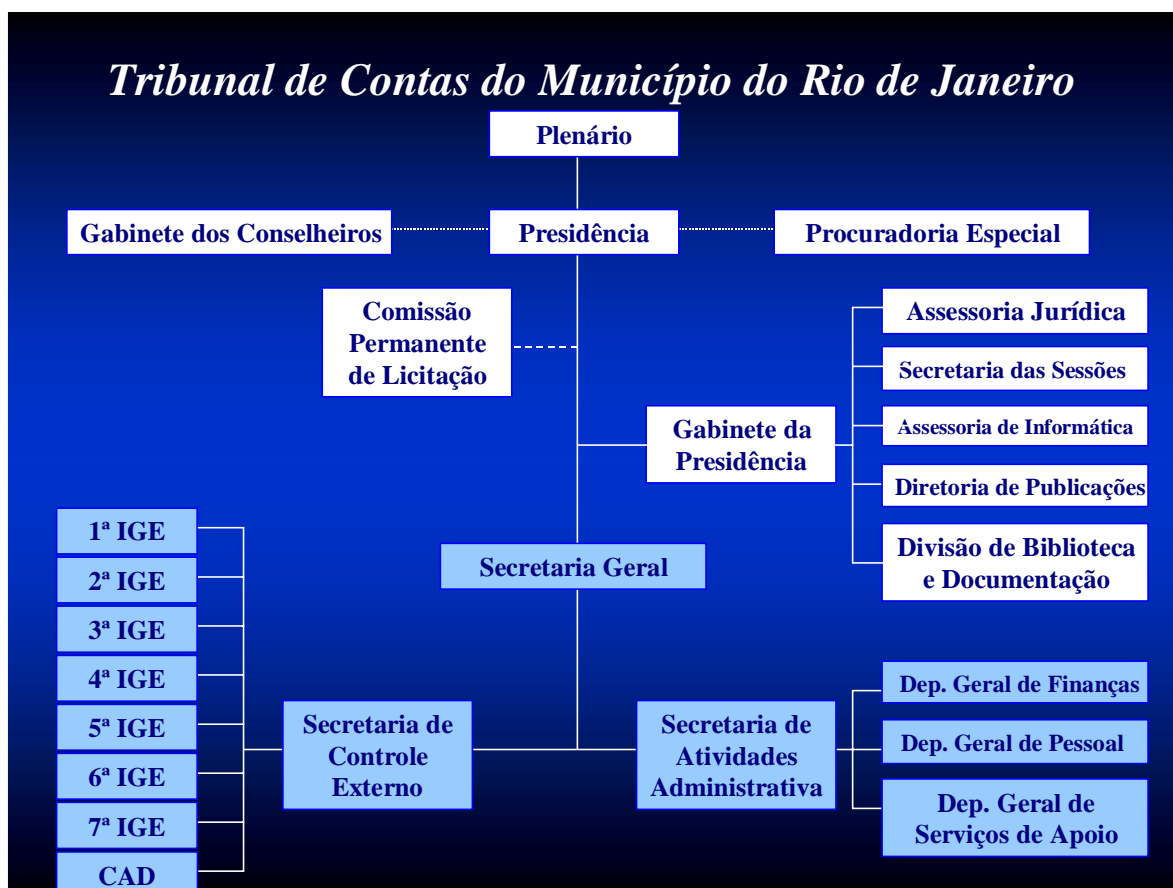 Tribunal de Contas do Município do Rio de Janeiro
Plenário
Gabinete dos Conselheiros
Presidência
Procuradoria Especial
Comissão
Permanente
de Licitação
Assessoria Jurídica
Secretaria das Sessões
Assessoria de Informática
Diretoria de Publicações
Divisão de Biblioteca
e Documentação
Gabinete da
Presidência
Secretaria Geral
1ª IGE
2ª IGE
3ª IGE
4ª IGE
5ª IGE
6ª IGE
7ª IGE
CAD
Secretaria de
Controle
Externo
Secretaria de
Atividades
Administrativa
Dep. Geral de Finanças
Dep. Geral de Pessoal
Dep. Geral de
Serviços de Apoio